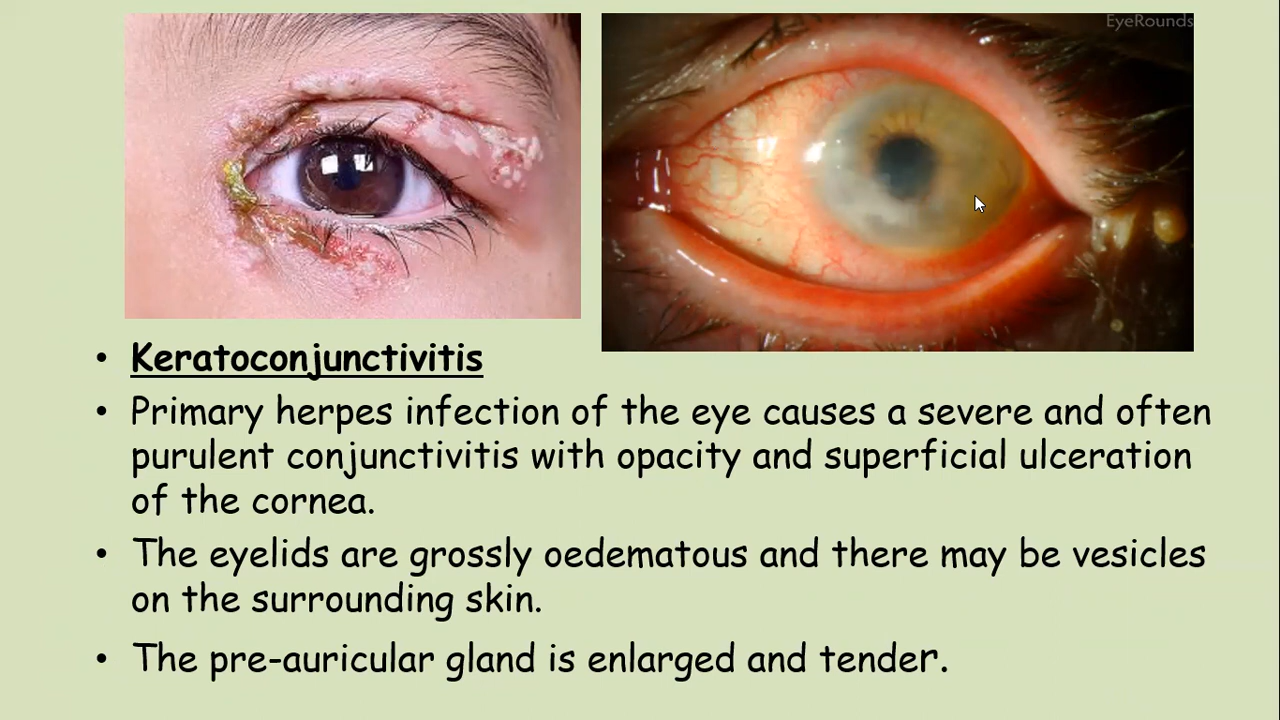 EyeRounds
• Keratoconjunctivitis
• Primary herpes infection of the eye causes a severe and often
purulent conjunctivitis with opacity and superficial ulceration
of the cornea.
• The eyelids are grossly oedematous and there may be vesicles
on the surrounding skin.
• The pre-auricular gland is enlarged and tender.